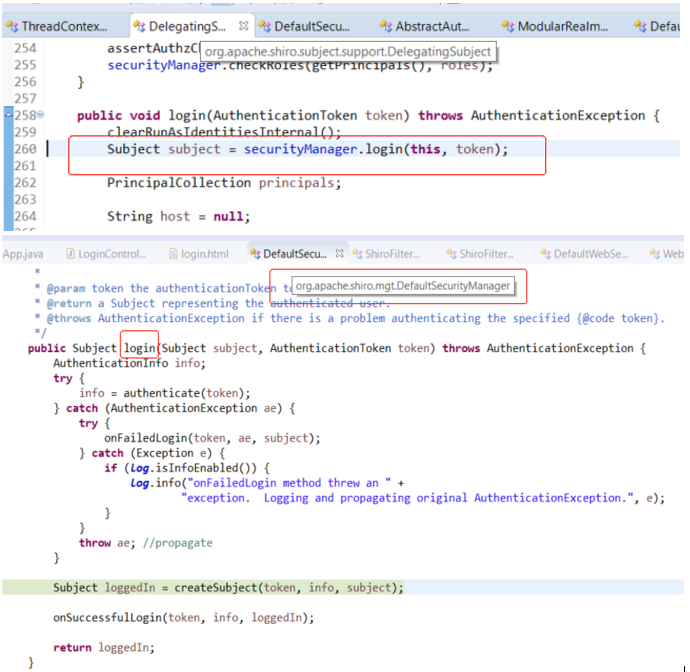 ThreadContex... DelegatingS... DefaultSecu... AbstractAut... ModularRealm... Defau
254 assertAuthzCh
org.apache.shiro.subject.support.DelegatingSubject
255 securityManager.checkRoles(getPrincipals(), roles);
256 }
257
258 public void login(AuthenticationToken token) throws AuthenticationException {
259 clearRunAsIdentitiesInternal();
260 Subject subject = securityManager.login(this, token);
261
262 PrincipalCollection principals;
263
264 String host = null;
App.java LoginControl... login.html DefaultSecu... ShiroFilter... ShiroFilter... DefaultWebSe... Web
*
* @param token the authenticationToken to
org.apache.shiro.mgt.DefaultSecurityManager
* @return a Subject representing the authenticated user.
* @throws AuthenticationException if there is a problem authenticating the specified {@code token}.
*/
public Subject login(Subject subject, AuthenticationToken token) throws AuthenticationException {
AuthenticationInfo info;
try {
info = authenticate(token);
} catch (AuthenticationException ae) {
try {
onFailedLogin(token, ae, subject);
} catch (Exception e) {
if (log.isInfoEnabled()) {
log.info("onFailedLogin method threw an " +
"exception.  Logging and propagating original AuthenticationException.", e);
}
}
throw ae; //propagate
}
Subject loggedIn = createSubject(token, info, subject);
onSuccessfulLogin(token, info, loggedIn);
return loggedIn;
}